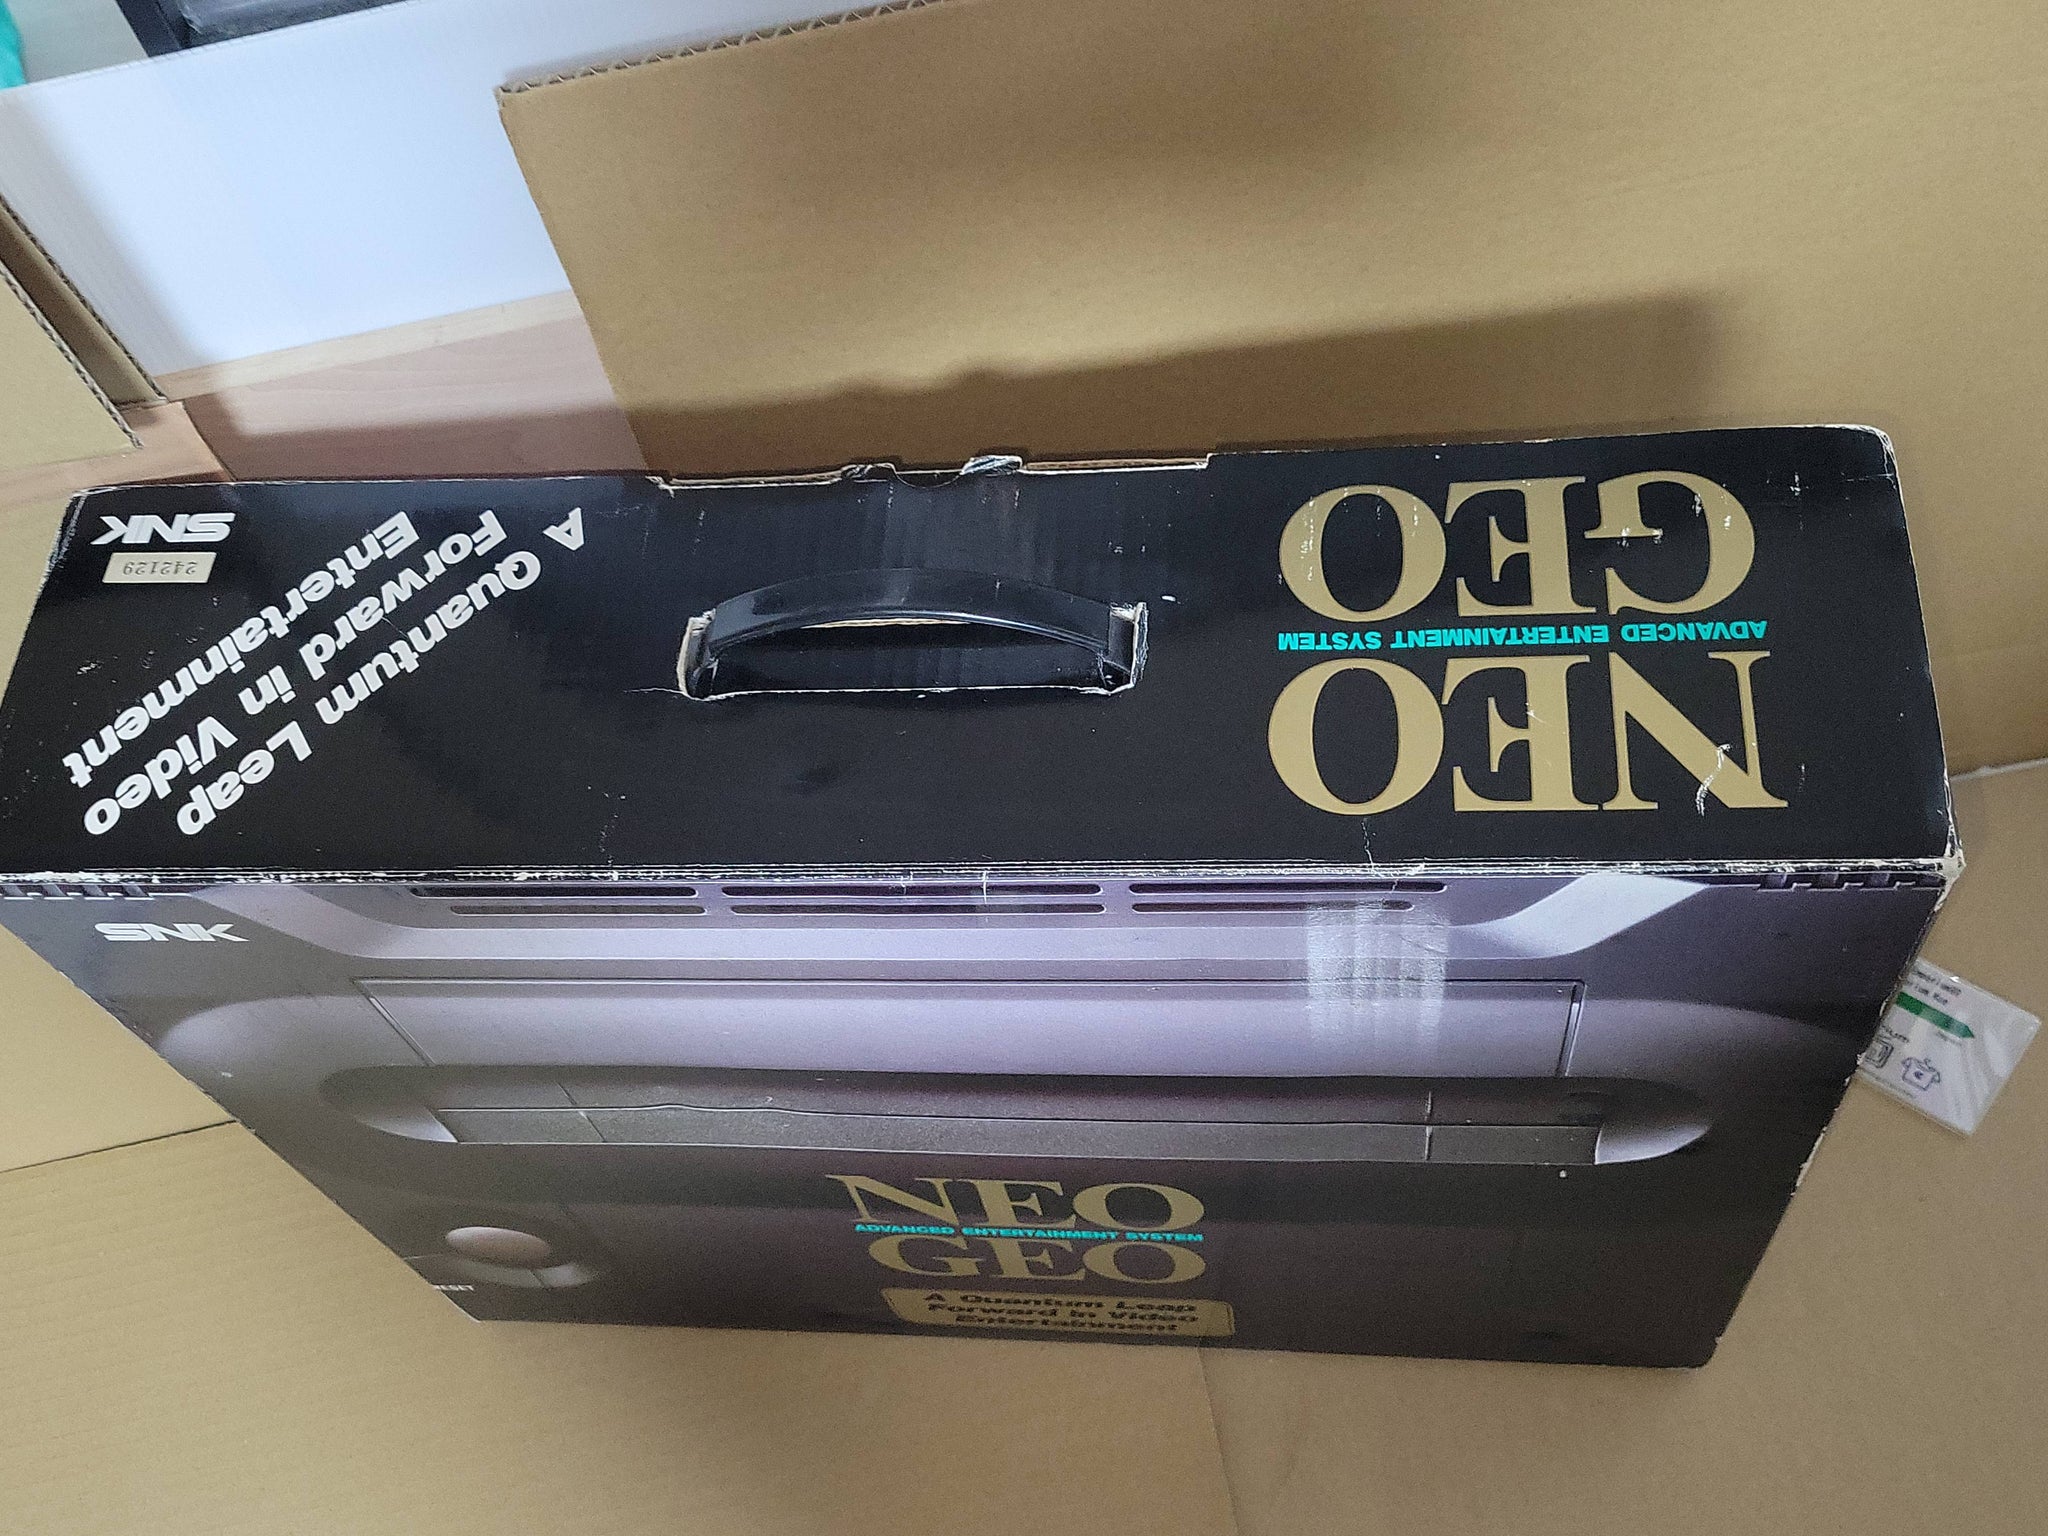 NEO
ADVANCED ENTERTAINMENT SYSTEM
GEO
A
Quantum Leap
Forward in Video
Entertainment
242129
SNK
SNK
NEO
ADVANCED ENTERTAINMENT SYSTEM
GEO
A Quantum Leap
Forward in Video
Entertainment